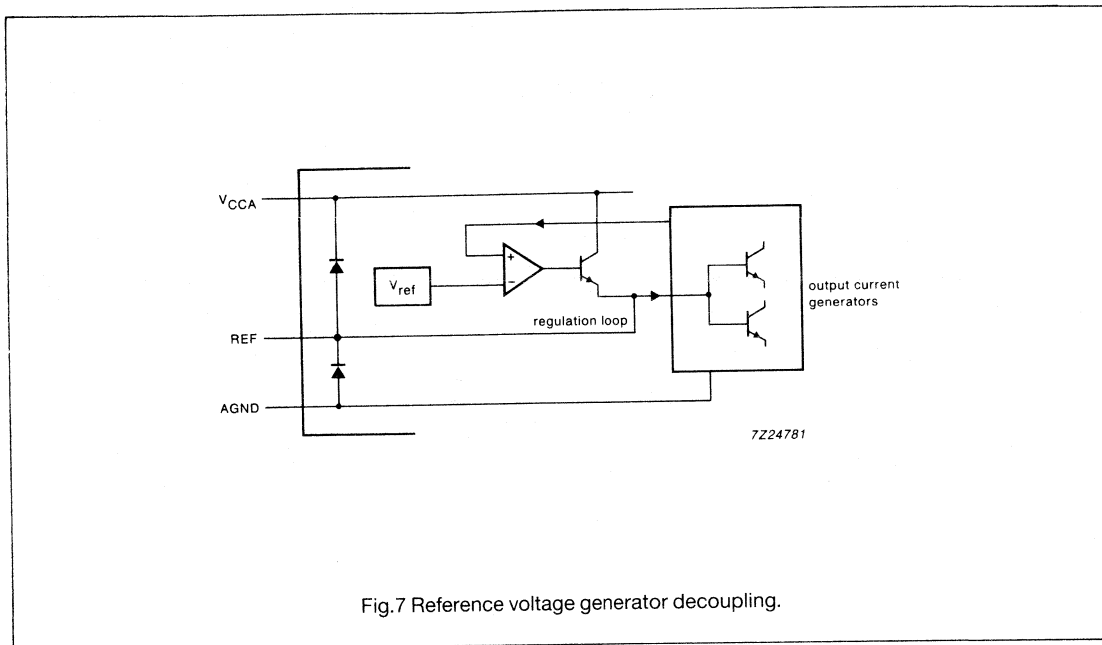 VCCA
+
Vref
−
output current
generators
regulation loop
REF
AGND
7Z24781
Fig.7 Reference voltage generator decoupling.